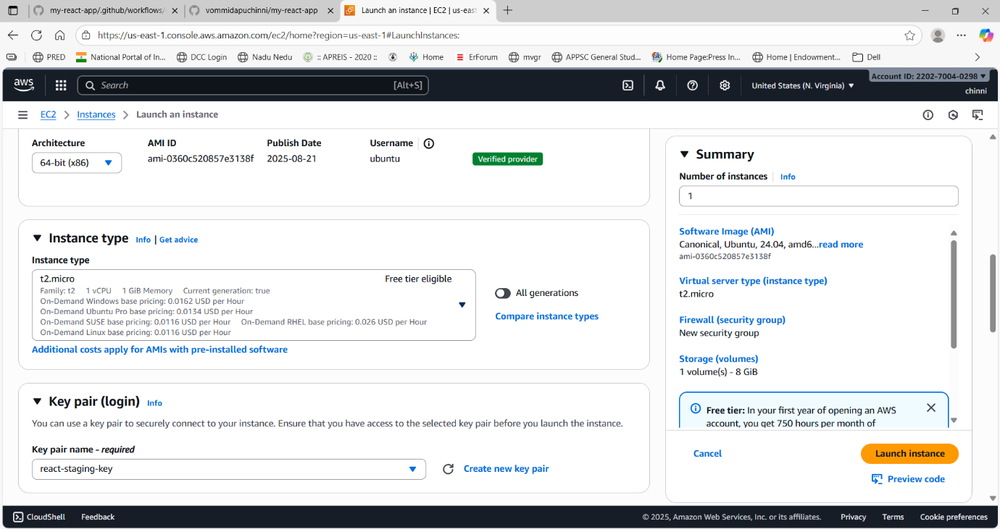 my-react-app/.github/workflows/
vommidapuchinni/my-react-app
Launch an instance | EC2 | us-east
https://us-east-1.console.aws.amazon.com/ec2/home?region=us-east-1#LaunchInstances:
PRED
National Portal of In...
DCC Login
Nadu Nedu
:: APREIS - 2020 ::
Home
ErForum
mvgr
APPSC General Stud...
Home Page:Press In...
Home | Endowment...
Dell
aws
Search
[Alt+S]
United States (N. Virginia)
Account ID: 2202-7004-0298
chinni
EC2
Instances
Launch an instance
Architecture
AMI ID
Publish Date
Username
64-bit (x86)
ami-0360c520857e3138f
2025-08-21
ubuntu
Verified provider
Instance type
Info | Get advice
Instance type
t2.micro
Free tier eligible
Family: t2 1 vCPU 1 GiB Memory Current generation: true
On-Demand Windows base pricing: 0.0162 USD per Hour
On-Demand Ubuntu Pro base pricing: 0.0134 USD per Hour
On-Demand SUSE base pricing: 0.0116 USD per Hour On-Demand RHEL base pricing: 0.026 USD per Hour
On-Demand Linux base pricing: 0.0116 USD per Hour
All generations
Compare instance types
Additional costs apply for AMIs with pre-installed software
Key pair (login)
Info
You can use a key pair to securely connect to your instance. Ensure that you have access to the selected key pair before you launch the instance.
Key pair name - required
react-staging-key
Create new key pair
Summary
Number of instances
Info
1
Software Image (AMI)
Canonical, Ubuntu, 24.04, amd6...read more
ami-0360c520857e3138f
Virtual server type (instance type)
t2.micro
Firewall (security group)
New security group
Storage (volumes)
1 volume(s) - 8 GiB
Free tier: In your first year of opening an AWS
account, you get 750 hours per month of
Cancel
Launch instance
Preview code
CloudShell
Feedback
© 2025, Amazon Web Services, Inc. or its affiliates.
Privacy
Terms
Cookie preferences